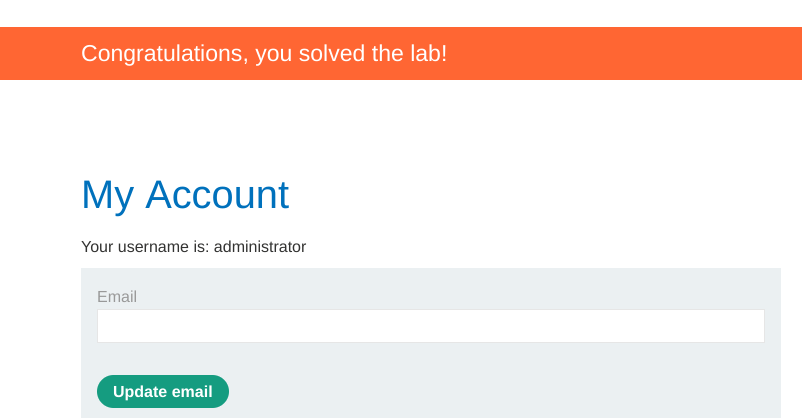 Congratulations, you solved the lab!
My Account
Your username is: administrator
Email
Update email